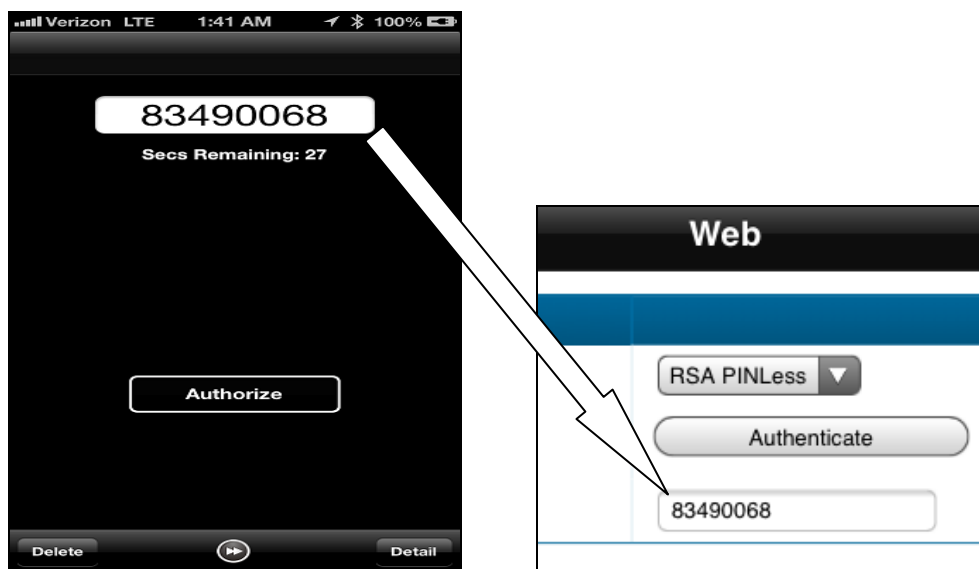 Verizon LTE 1:41 AM 100%
83490068
Secs Remaining: 27
Authorize
Delete
Detail
Web
RSA PINLess
Authenticate
83490068